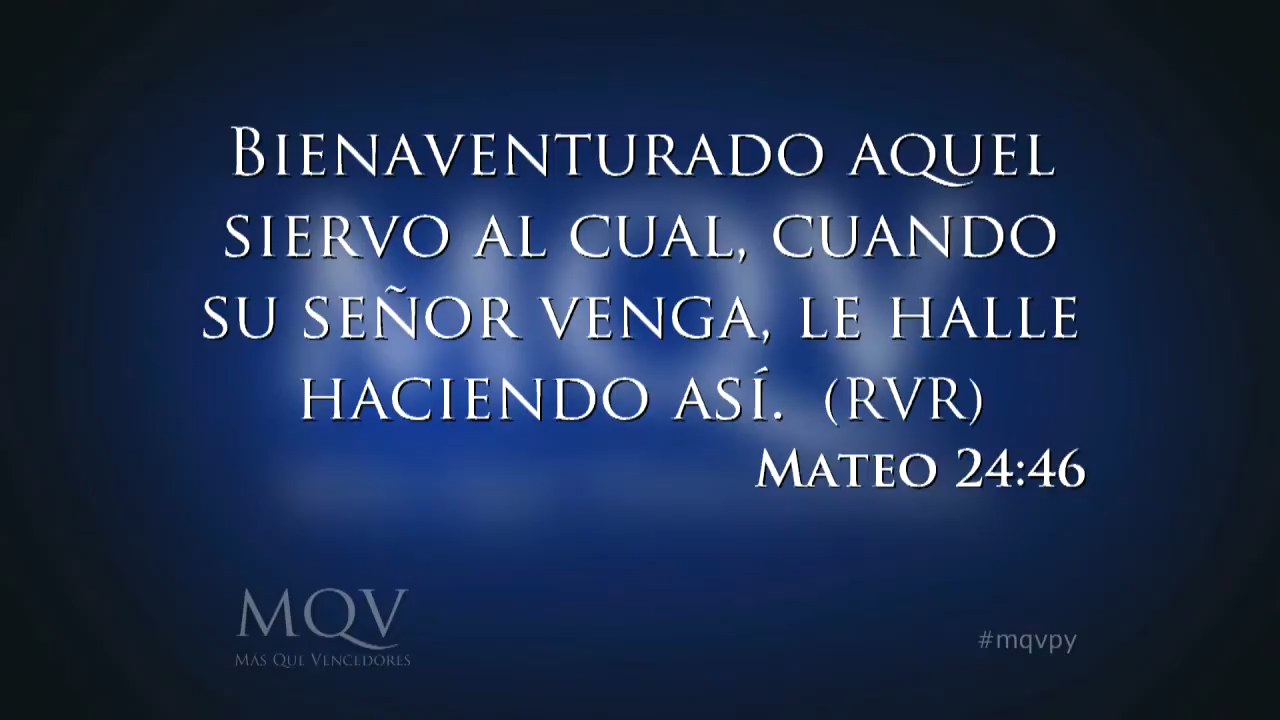 Bienaventurado aquel
siervo al cual, cuando
su señor venga, le halle
haciendo así. (RVR)
Mateo 24:46
MQV
Más Que Vencedores
#mqvpy